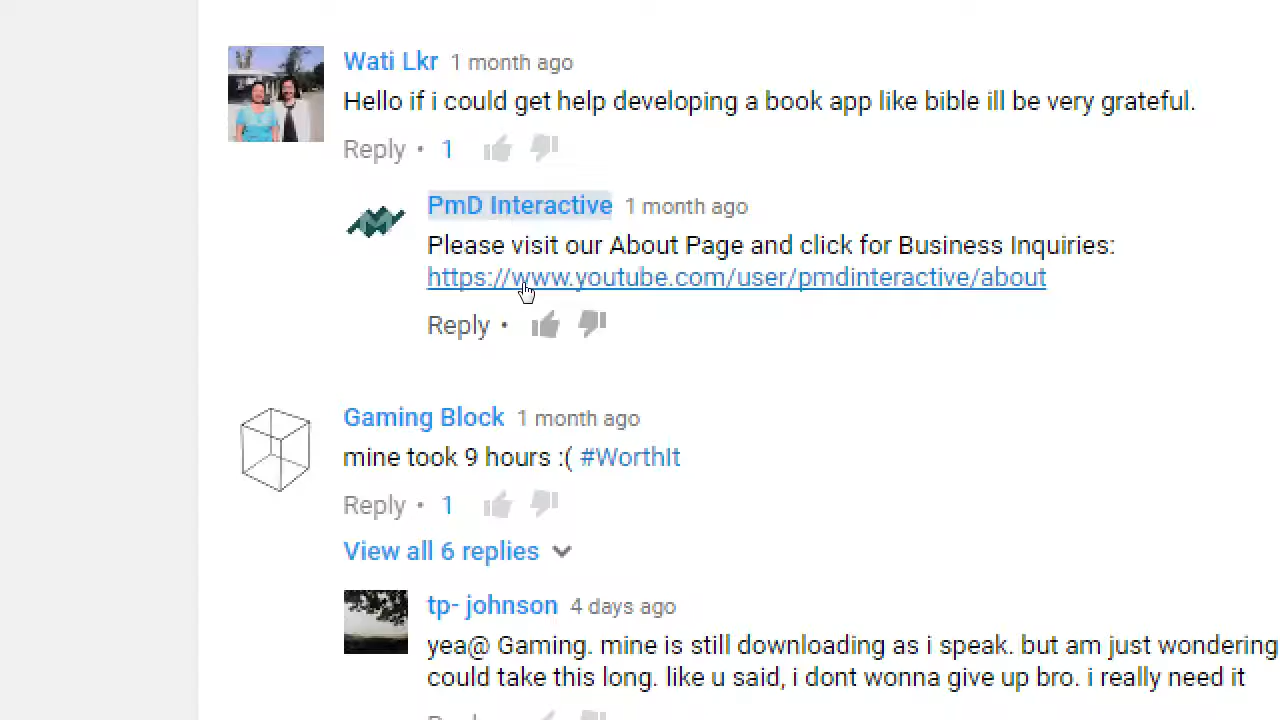 Wati Lkr 1 month ago
Hello if i could get help developing a book app like bible ill be very grateful.
Reply • 1
PmD Interactive 1 month ago
Please visit our About Page and click for Business Inquiries:
https://www.youtube.com/user/pmdinteractive/about
Reply •
Gaming Block 1 month ago
mine took 9 hours :( #WorthIt
Reply • 1
View all 6 replies
tp- johnson 4 days ago
yea@ Gaming. mine is still downloading as i speak. but am just wondering
could take this long. like u said, i dont wonna give up bro. i really need it
Reply